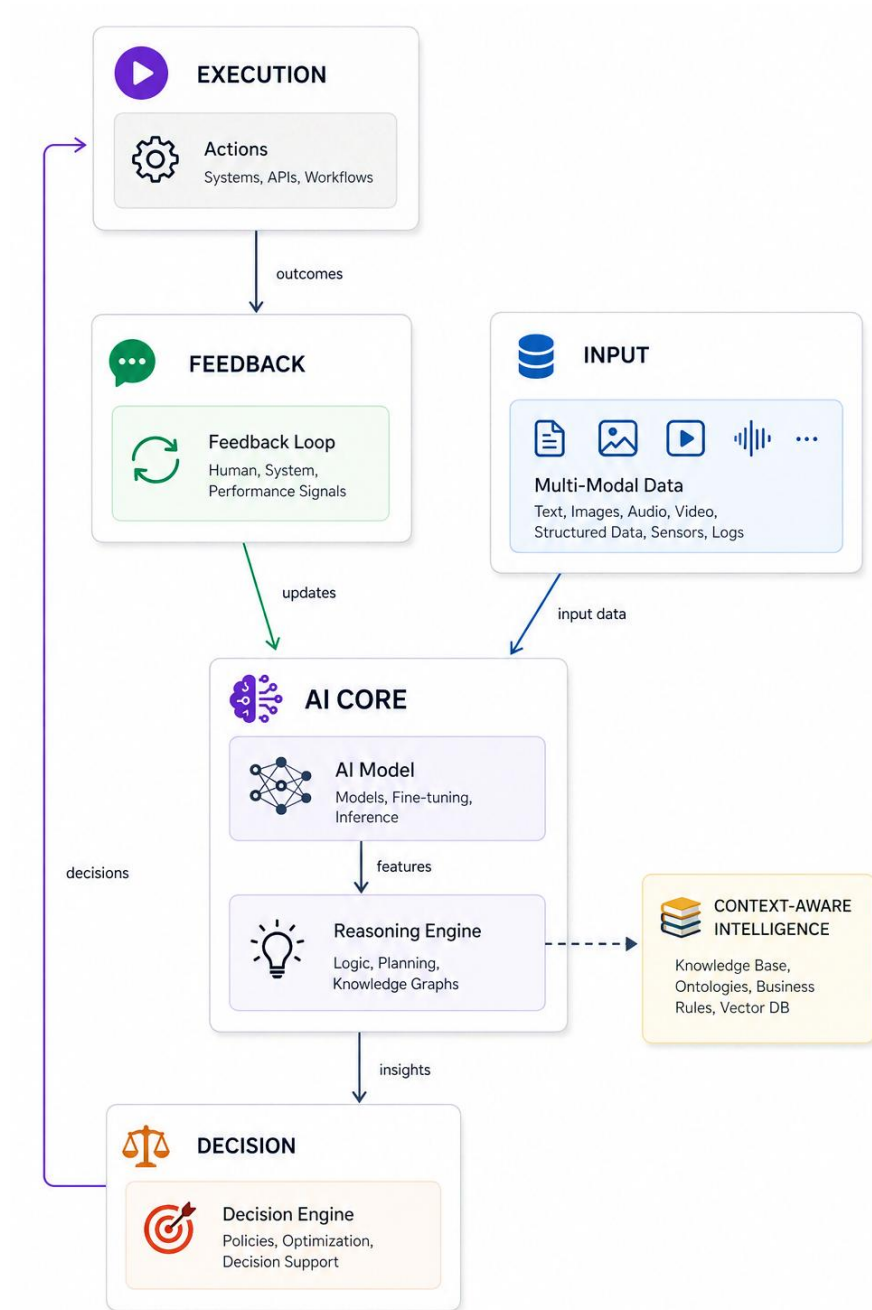 EXECUTION
Actions
Systems, APIs, Workflows
outcomes
FEEDBACK
Feedback Loop
Human, System,
Performance Signals
INPUT
Multi-Modal Data
Text, Images, Audio, Video,
Structured Data, Sensors, Logs
updates
input data
AI CORE
AI Model
Models, Fine-tuning,
Inference
features
decisions
Reasoning Engine
Logic, Planning,
Knowledge Graphs
CONTEXT-AWARE
INTELLIGENCE
Knowledge Base,
Ontologies, Business
Rules, Vector DB
insights
DECISION
Decision Engine
Policies, Optimization,
Decision Support